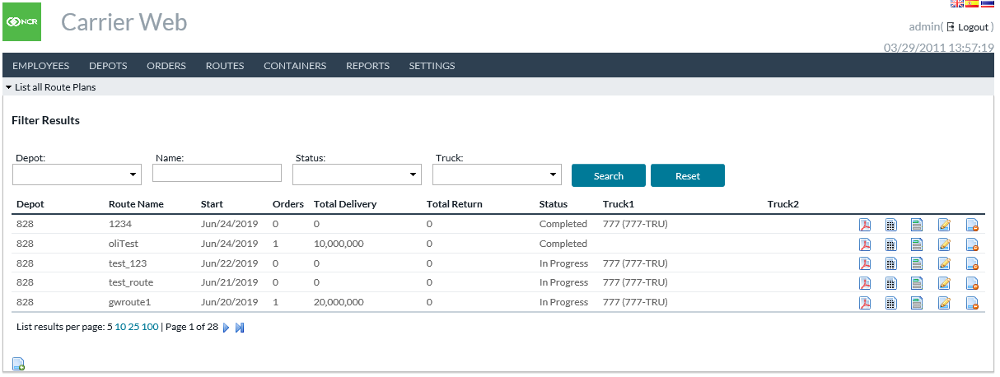 NCR Carrier Web
admin( Logout )
03/29/2011 13:57:19
EMPLOYEES DEPOTS ORDERS ROUTES CONTAINERS REPORTS SETTINGS
List all Route Plans
Filter Results
Depot: Name: Status: Truck:
Search Reset
Depot Route Name Start Orders Total Delivery Total Return Status Truck1 Truck2
828 1234 Jun/24/2019 0 0 0 Completed 777 (777-TRU)
828 oliTest Jun/24/2019 1 10,000,000 0 Completed
828 test_123 Jun/22/2019 0 0 0 In Progress 777 (777-TRU)
828 test_route Jun/21/2019 0 0 0 In Progress 777 (777-TRU)
828 gwroute1 Jun/20/2019 1 20,000,000 0 In Progress 777 (777-TRU)
List results per page: 5 10 25 100 | Page 1 of 28